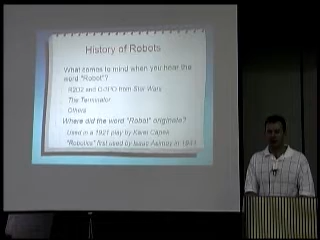 History of Robots
What comes to mind when you hear the
word "Robot"?
R2D2 and C-3PO from Star Wars
The Terminator
Others
Where did the word "Robot" originate?
Used in a 1921 play by Karel Capek
"Robotics" first used by Isaac Asimov in 1941